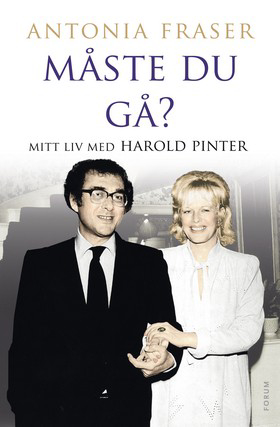 ANTONIA FRASER
MÅSTE DU
GÅ?
MITT LIV MED HAROLD PINTER
FORUM